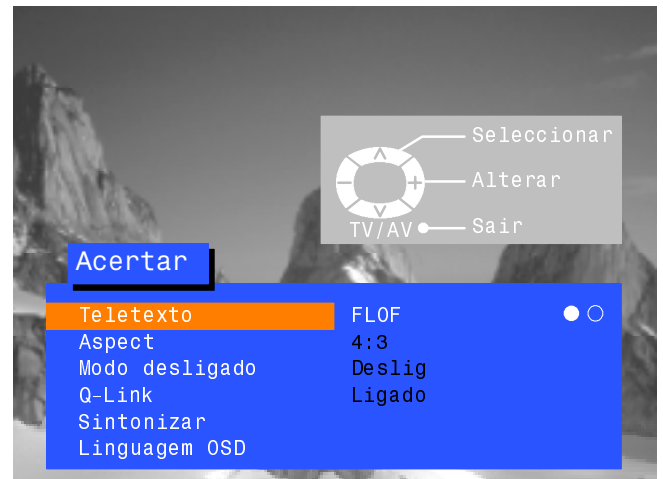 Seleccionar
Alterar
TV/AV Sair
Acertar
Teletexto FLOF
Aspect 4:3
Modo desligado Deslig
Q-Link Ligado
Sintonizar
Linguagem OSD